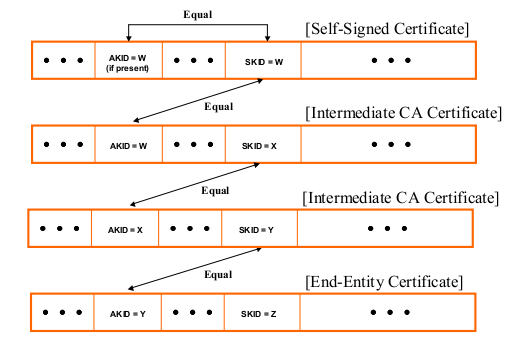 Equal
[Self-Signed Certificate]
• • • AKID = W (if present) • • • SKID = W • • •
Equal
[Intermediate CA Certificate]
• • • AKID = W • • • SKID = X • • •
Equal
[Intermediate CA Certificate]
• • • AKID = X • • • SKID = Y • • •
Equal
[End-Entity Certificate]
• • • AKID = Y • • • SKID = Z • • •